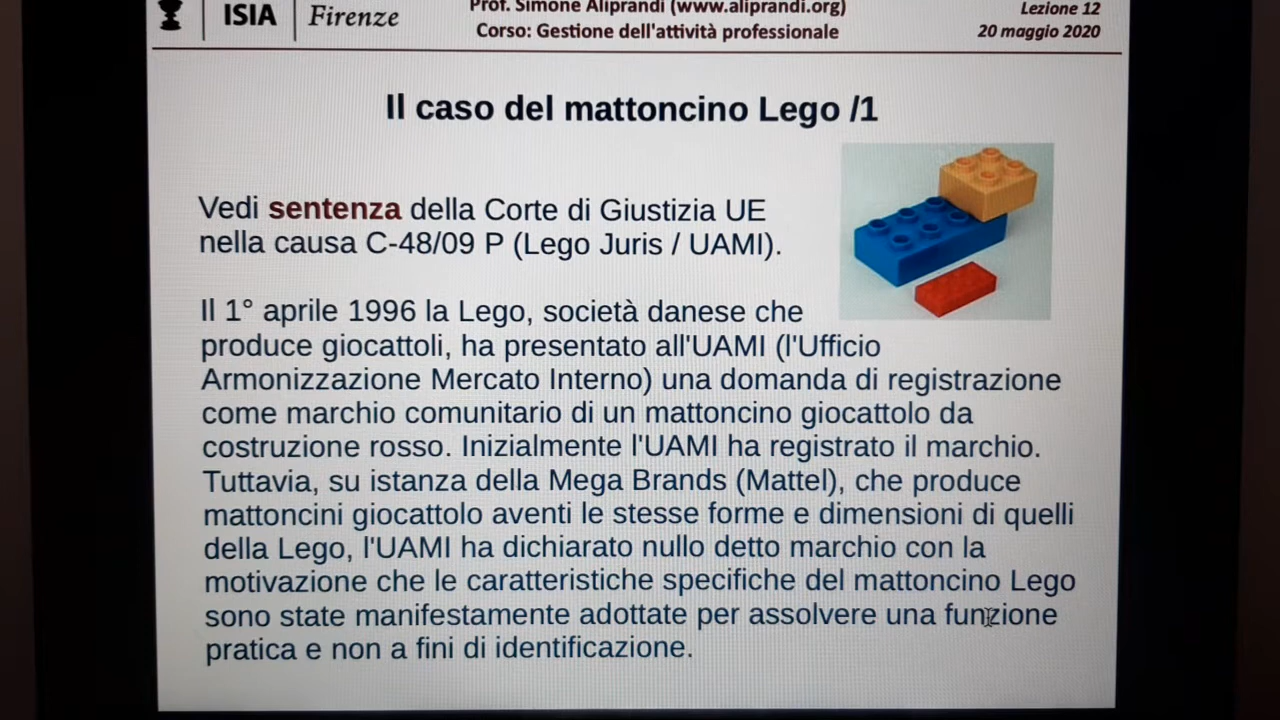 ISIA Firenze
Prof. Simone Aliprandi (www.aliprandi.org)
Corso: Gestione dell'attività professionale
Lezione 12
20 maggio 2020
Il caso del mattoncino Lego /1
Vedi sentenza della Corte di Giustizia UE
nella causa C-48/09 P (Lego Juris / UAMI).
Il 1° aprile 1996 la Lego, società danese che
produce giocattoli, ha presentato all'UAMI (l'Ufficio
Armonizzazione Mercato Interno) una domanda di registrazione
come marchio comunitario di un mattoncino giocattolo da
costruzione rosso. Inizialmente l'UAMI ha registrato il marchio.
Tuttavia, su istanza della Mega Brands (Mattel), che produce
mattoncini giocattolo aventi le stesse forme e dimensioni di quelli
della Lego, l'UAMI ha dichiarato nullo detto marchio con la
motivazione che le caratteristiche specifiche del mattoncino Lego
sono state manifestamente adottate per assolvere una funzione
pratica e non a fini di identificazione.